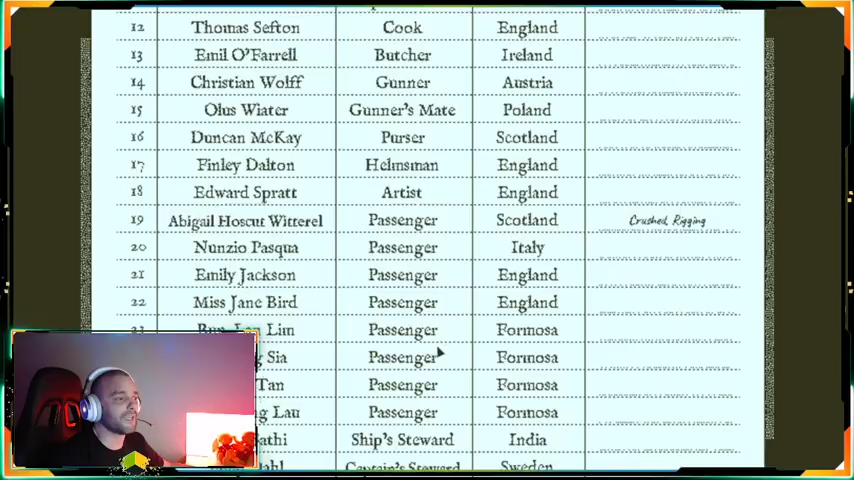 12 Thomas Sefton Cook England
13 Emil O'Farrell Butcher Ireland
14 Christian Wolff Gunner Austria
15 Olus Wiater Gunner's Mate Poland
16 Duncan McKay Purser Scotland
17 Finley Dalton Helmsman England
18 Edward Spratt Artist England
19 Abigail Hoscut Witterel Passenger Scotland Crushed, Rigging
20 Nunzio Pasqua Passenger Italy
21 Emily Jackson Passenger England
22 Miss Jane Bird Passenger England
Lim Passenger Formosa
Sia Passenger Formosa
Tan Passenger Formosa
Lau Passenger Formosa
Ship's Steward India
Captain's Steward Sweden